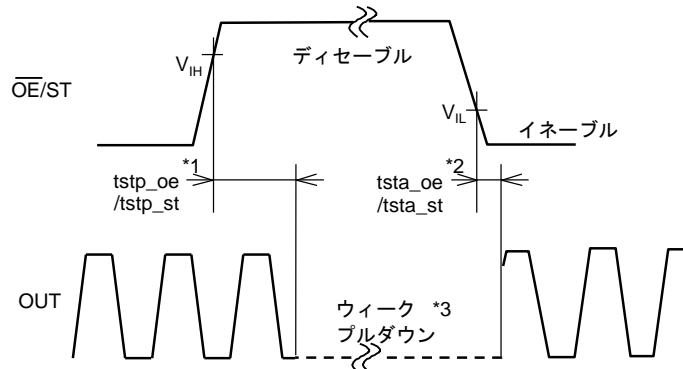 ディセーブル
V_IH
O̅E̅/ST
V_IL
イネーブル
*1
tstp_oe
/tstp_st
*2
tsta_oe
/tsta_st
OUT
ウィーク *3
プルダウン